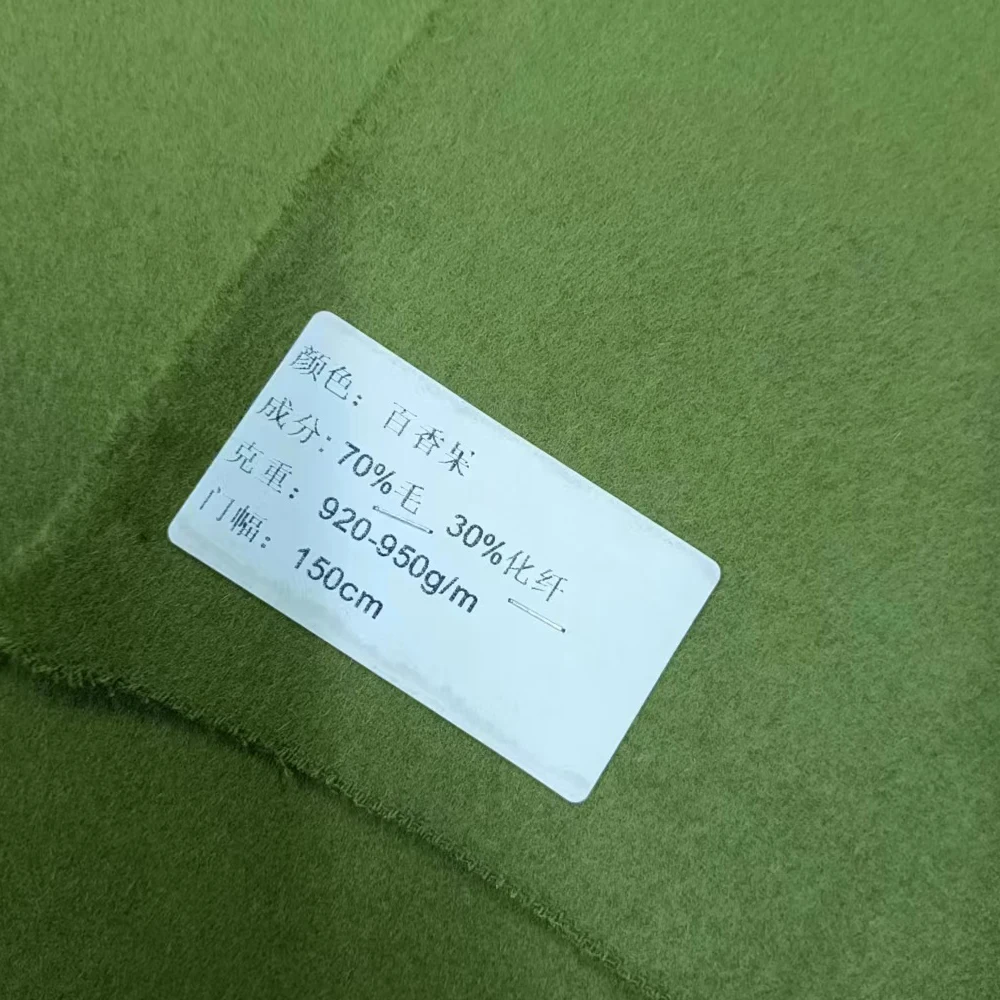 颜色：百香果
成分：70%毛 30%化纤
克重：920-950g/m
门幅：150cm